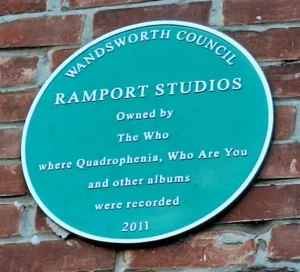 WANDSWORTH COUNCIL
RAMPORT STUDIOS
Owned by
The Who
where Quadrophenia, Who Are You
and other albums
were recorded
2011